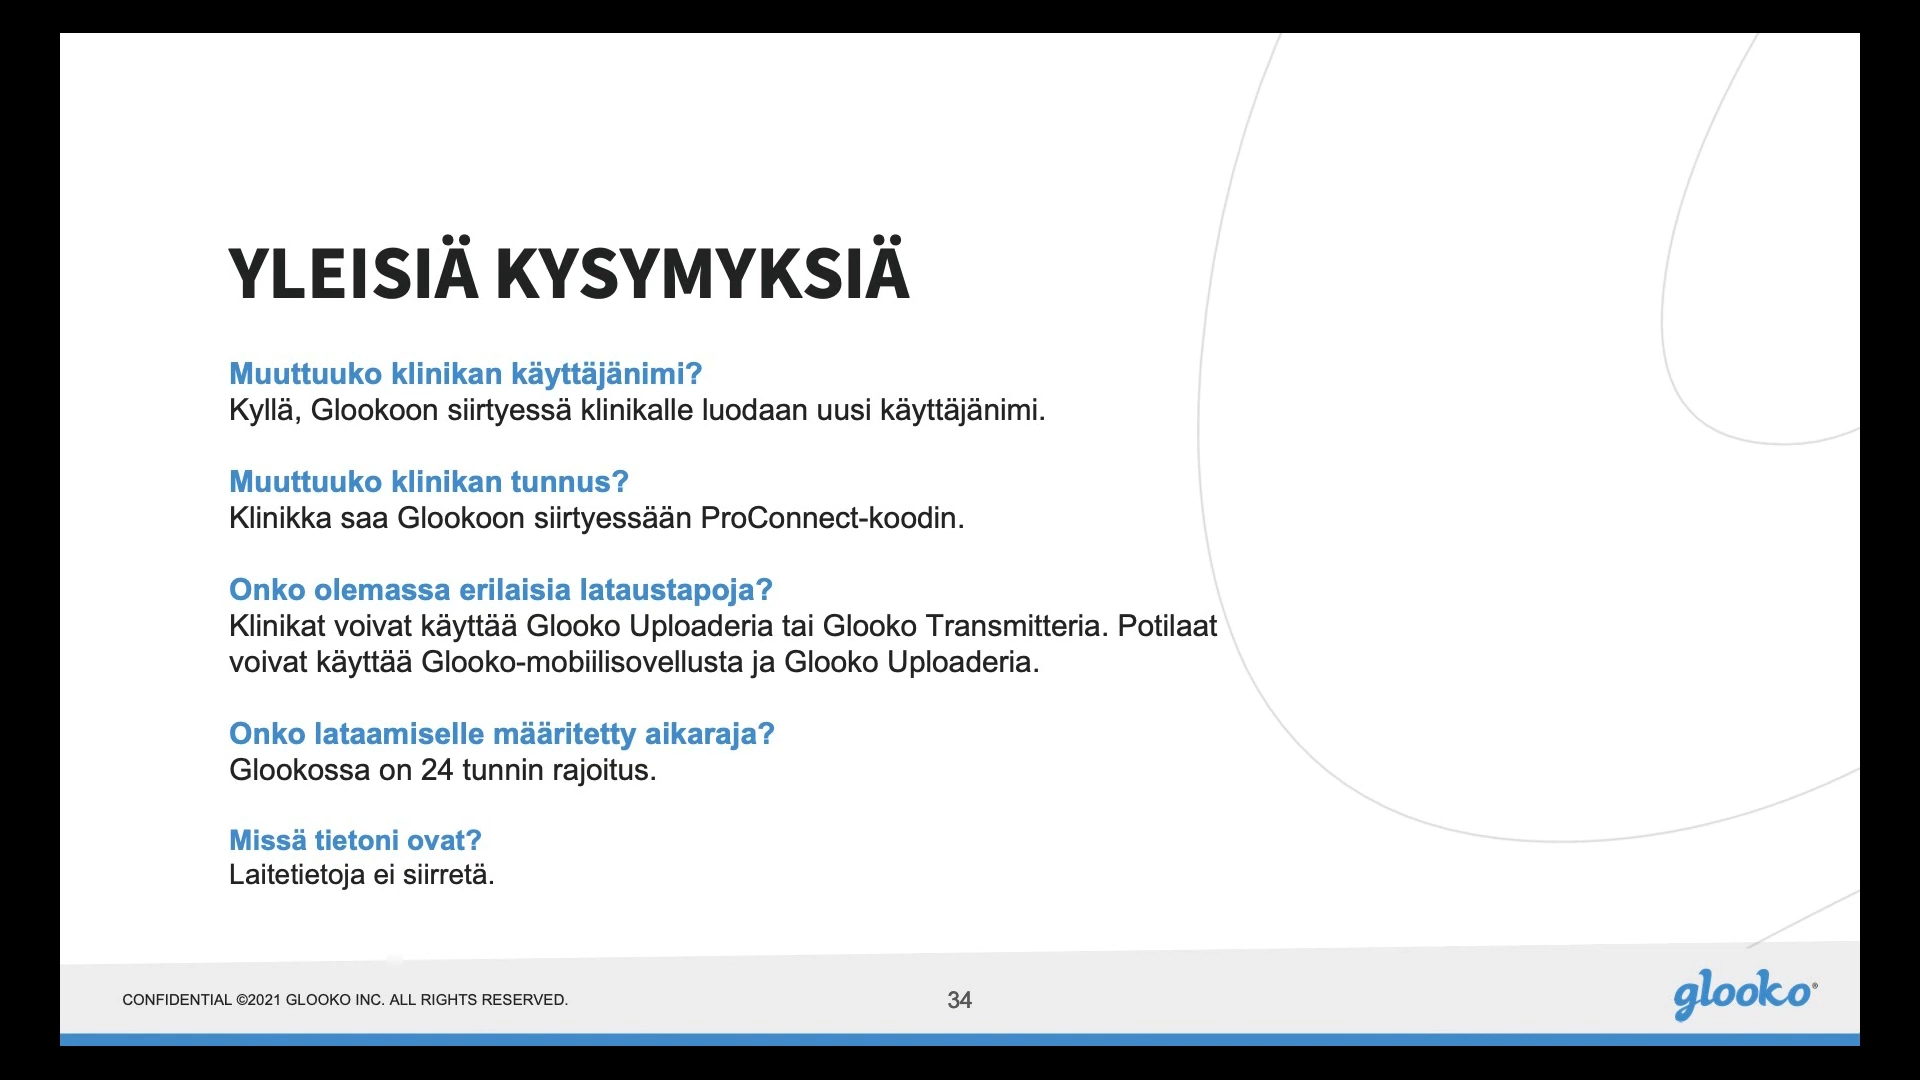 YLEISIÄ KYSYMYKSIÄ
Muuttuuko klinikan käyttäjänimi?
Kyllä, Glookoon siirtyessä klinikalle luodaan uusi käyttäjänimi.
Muuttuuko klinikan tunnus?
Klinikka saa Glookoon siirtyessään ProConnect-koodin.
Onko olemassa erilaisia lataustapoja?
Klinikat voivat käyttää Glooko Uploaderia tai Glooko Transmitteria. Potilaat
voivat käyttää Glooko-mobiilisovellusta ja Glooko Uploaderia.
Onko lataamiselle määritetty aikaraja?
Glookossa on 24 tunnin rajoitus.
Missä tietoni ovat?
Laitetietoja ei siirretä.
CONFIDENTIAL ©2021 GLOOKO INC. ALL RIGHTS RESERVED.
34
glooko®